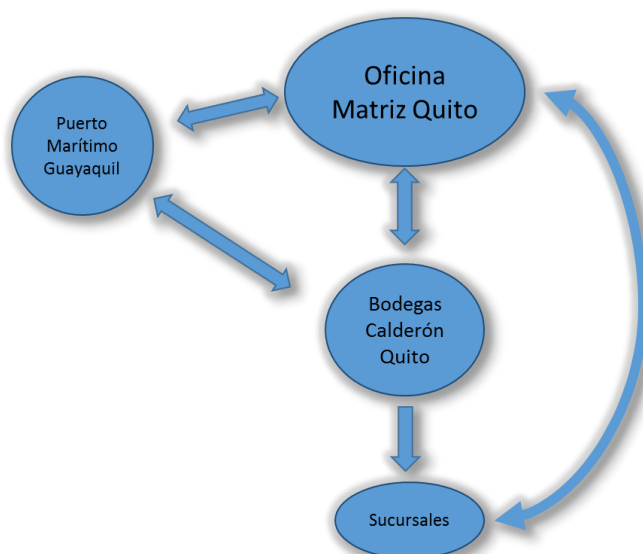 Oficina
Matriz Quito
Puerto
Marítimo
Guayaquil
Bodegas
Calderón
Quito
Sucursales